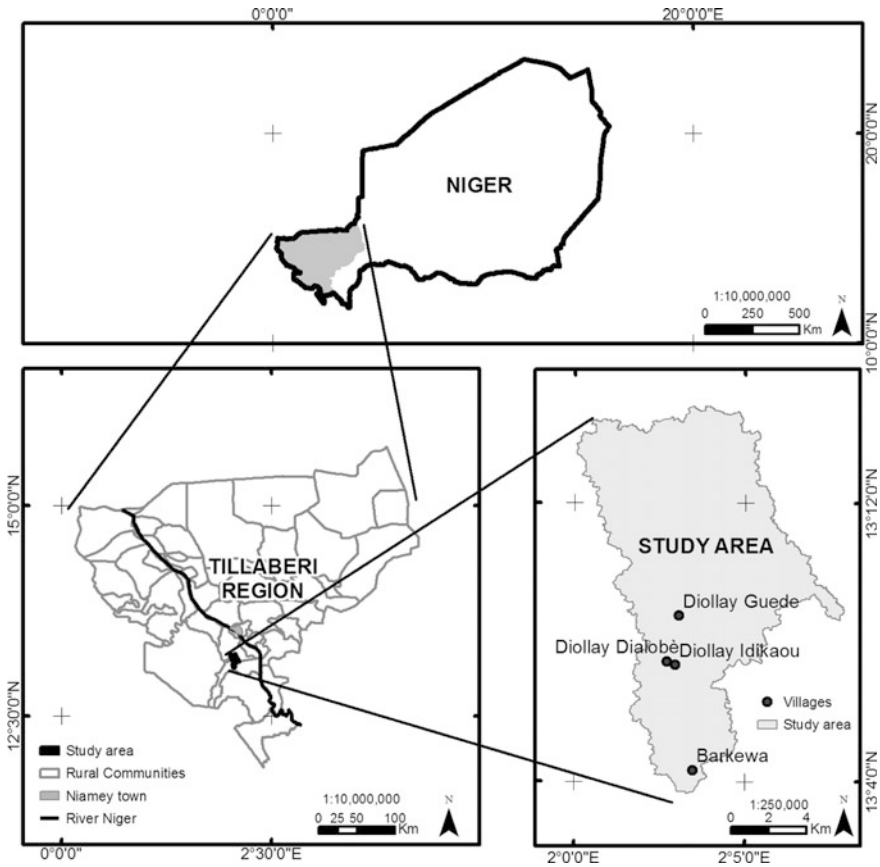 0°0'0"
20°0'0"
20°0'0"N
NIGER
1:10,000,000
0 250 500
Km
N
10°0'0"N
15°0'0"N
TILLABERI
REGION
12°30'0"N
Study area
Rural Communities
Niamey town
River Niger
1:10,000,000
0 25 50 100
Km
N
0°0'0"E
2°30'0"E
13°12'0"N
STUDY AREA
Diollay Guede
Diollay Dialobè
Diollay Idikaou
Villages
Study area
Barkewa
13°4'0"N
1:250,000
0 2 4
Km
N
2°0'0"E
2°5'0"E